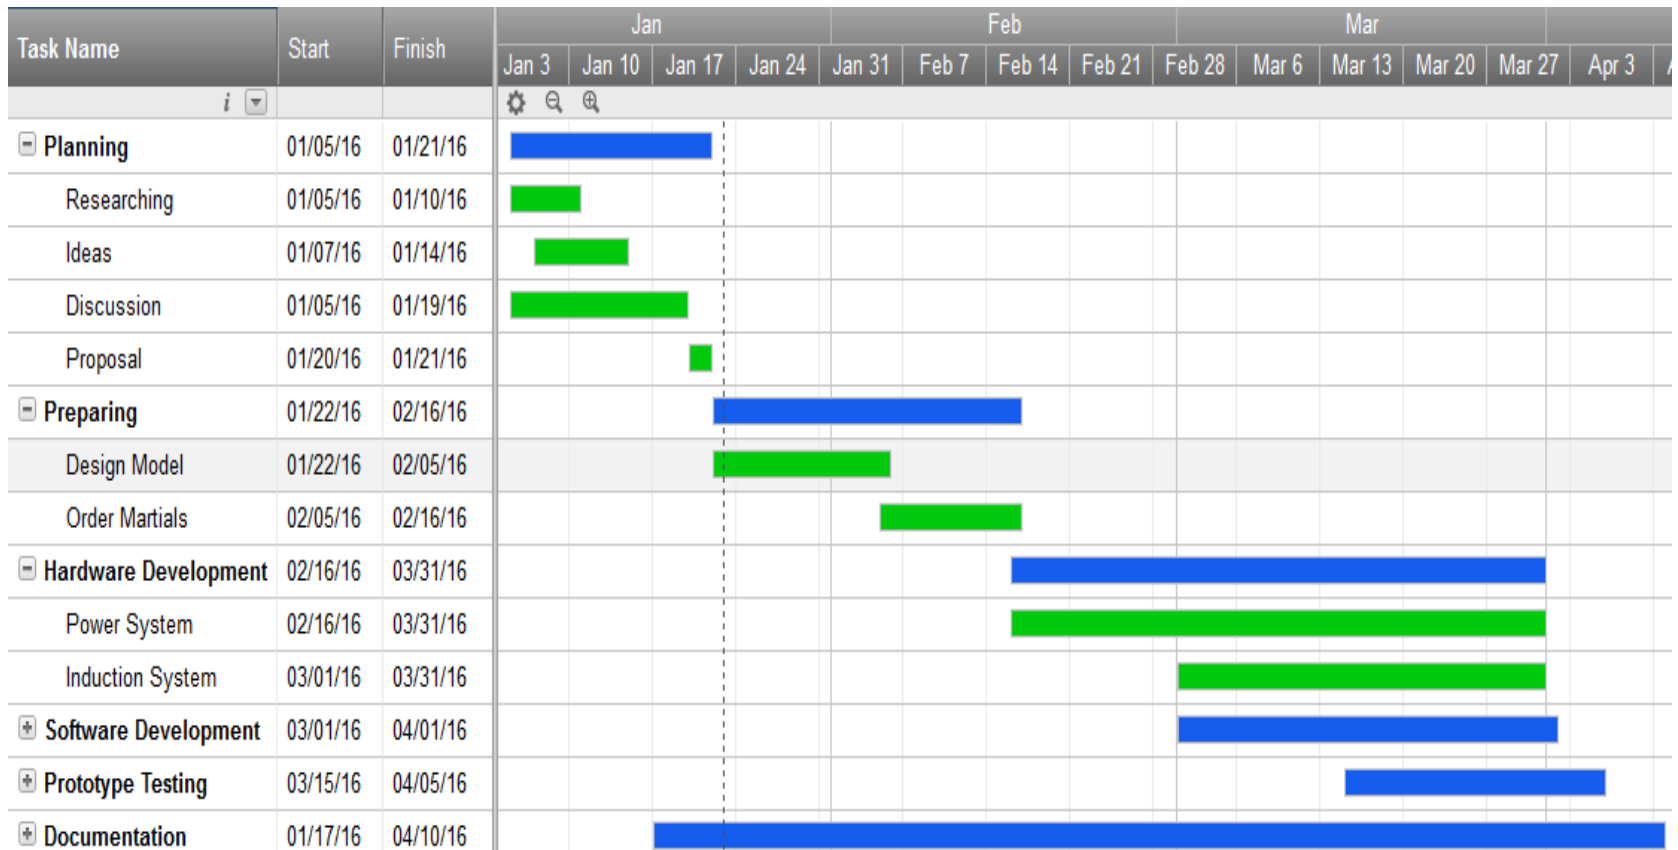 Task Name Start Finish Jan Feb Mar
Jan 3 Jan 10 Jan 17 Jan 24 Jan 31 Feb 7 Feb 14 Feb 21 Feb 28 Mar 6 Mar 13 Mar 20 Mar 27 Apr 3
i
Planning 01/05/16 01/21/16
Researching 01/05/16 01/10/16
Ideas 01/07/16 01/14/16
Discussion 01/05/16 01/19/16
Proposal 01/20/16 01/21/16
Preparing 01/22/16 02/16/16
Design Model 01/22/16 02/05/16
Order Martials 02/05/16 02/16/16
Hardware Development 02/16/16 03/31/16
Power System 02/16/16 03/31/16
Induction System 03/01/16 03/31/16
Software Development 03/01/16 04/01/16
Prototype Testing 03/15/16 04/05/16
Documentation 01/17/16 04/10/16